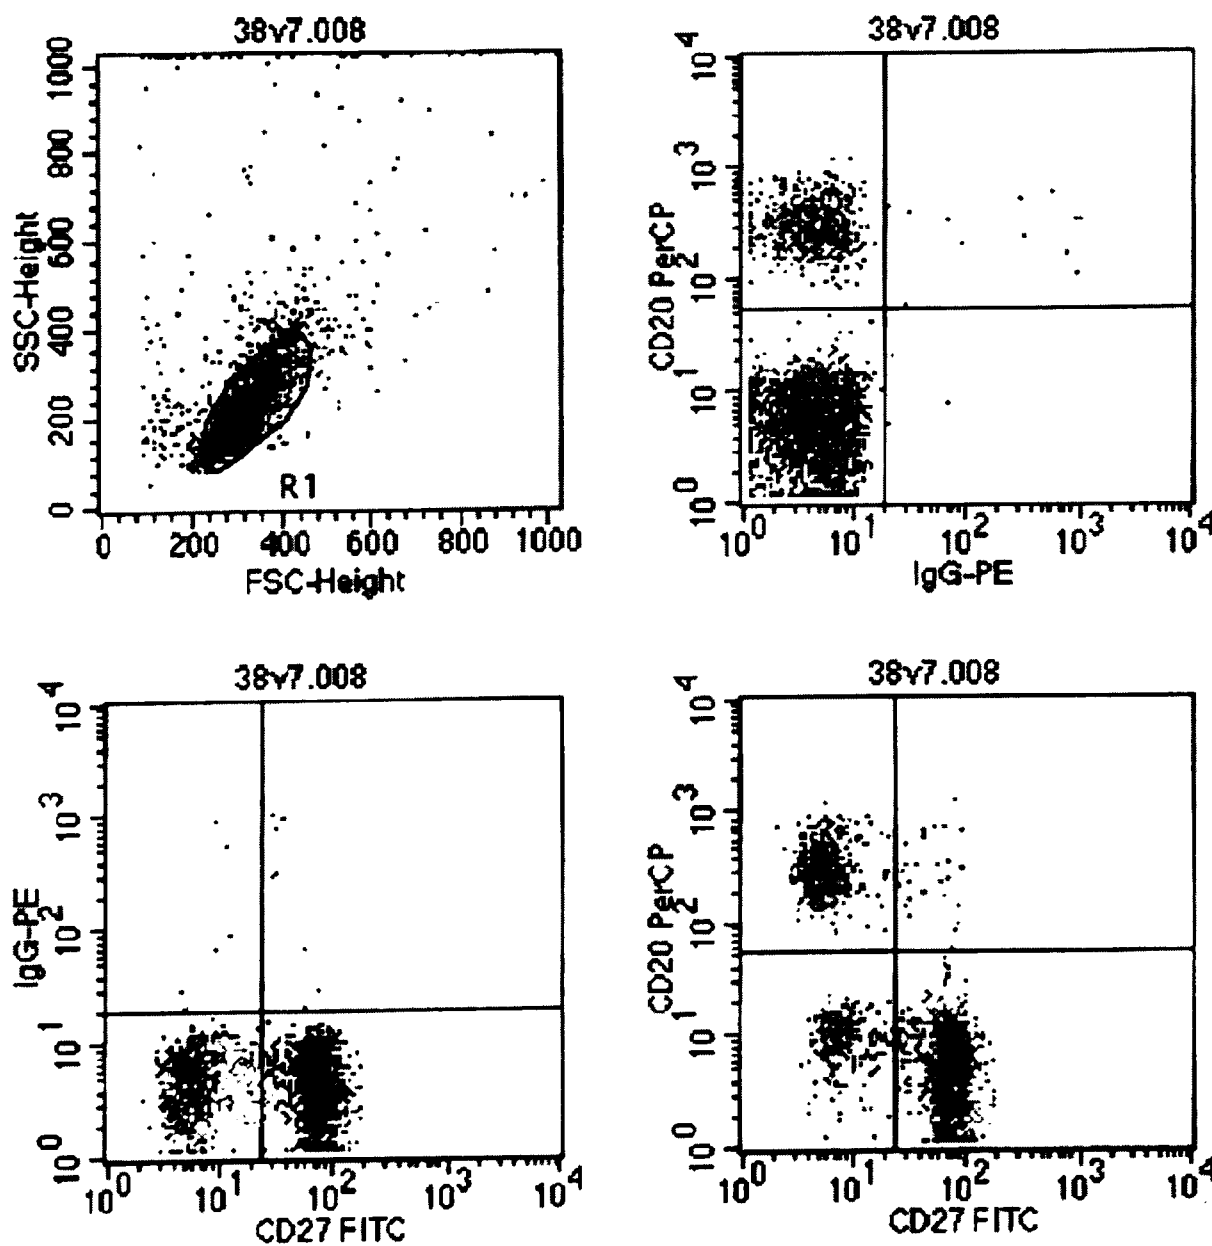 38v7.008
SSC-Height
1000
800
600
400
200
0
R1
0 200 400 600 800 1000
FSC-Height
38v7.008
CD20 PerCP
10^4
10^3
10^2
10^1
10^0
10^0 10^1 10^2 10^3 10^4
IgG-PE
38v7.008
IgG-PE
10^4
10^3
10^2
10^1
10^0
10^0 10^1 10^2 10^3 10^4
CD27 FITC
38v7.008
CD20 PerCP
10^4
10^3
10^2
10^1
10^0
10^0 10^1 10^2 10^3 10^4
CD27 FITC